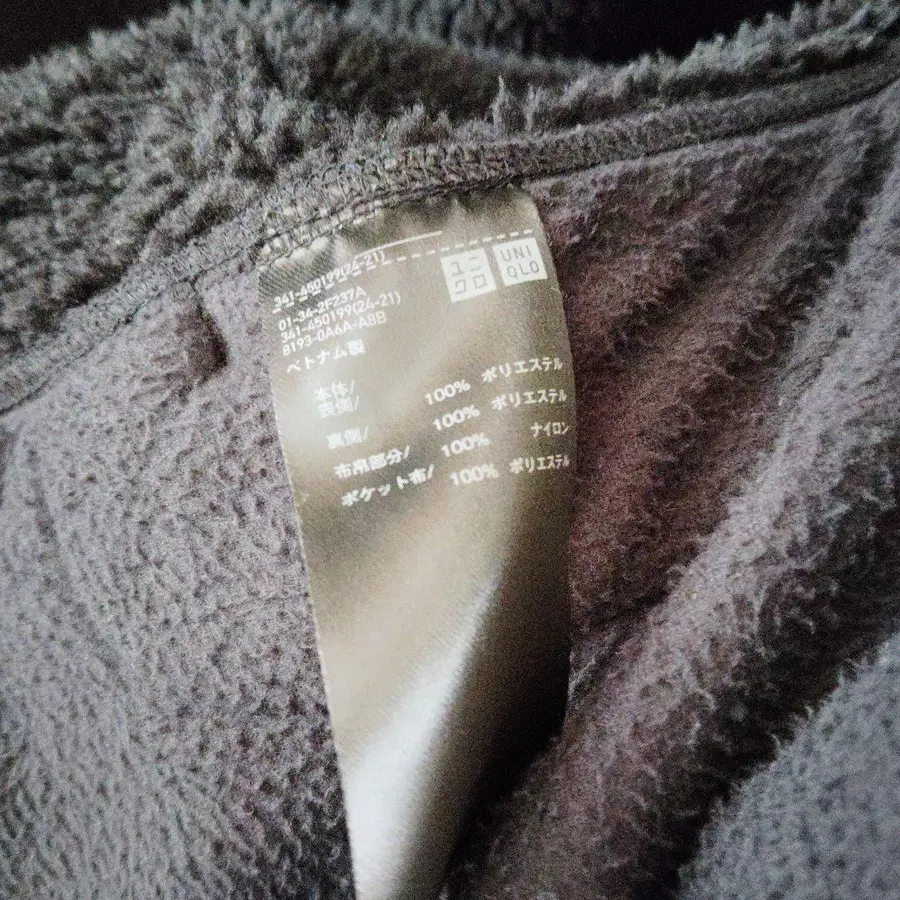 ユニクロ
UNIQLO
341-450199(24-21)
01-34-2F237A
341-450199(24-21)
8193-0A6A-A8B
ベトナム製
本体/
表側/ 100% ポリエステル
裏側/ 100% ポリエステル
布帛部分/ 100% ナイロン
ポケット布/ 100% ポリエステル